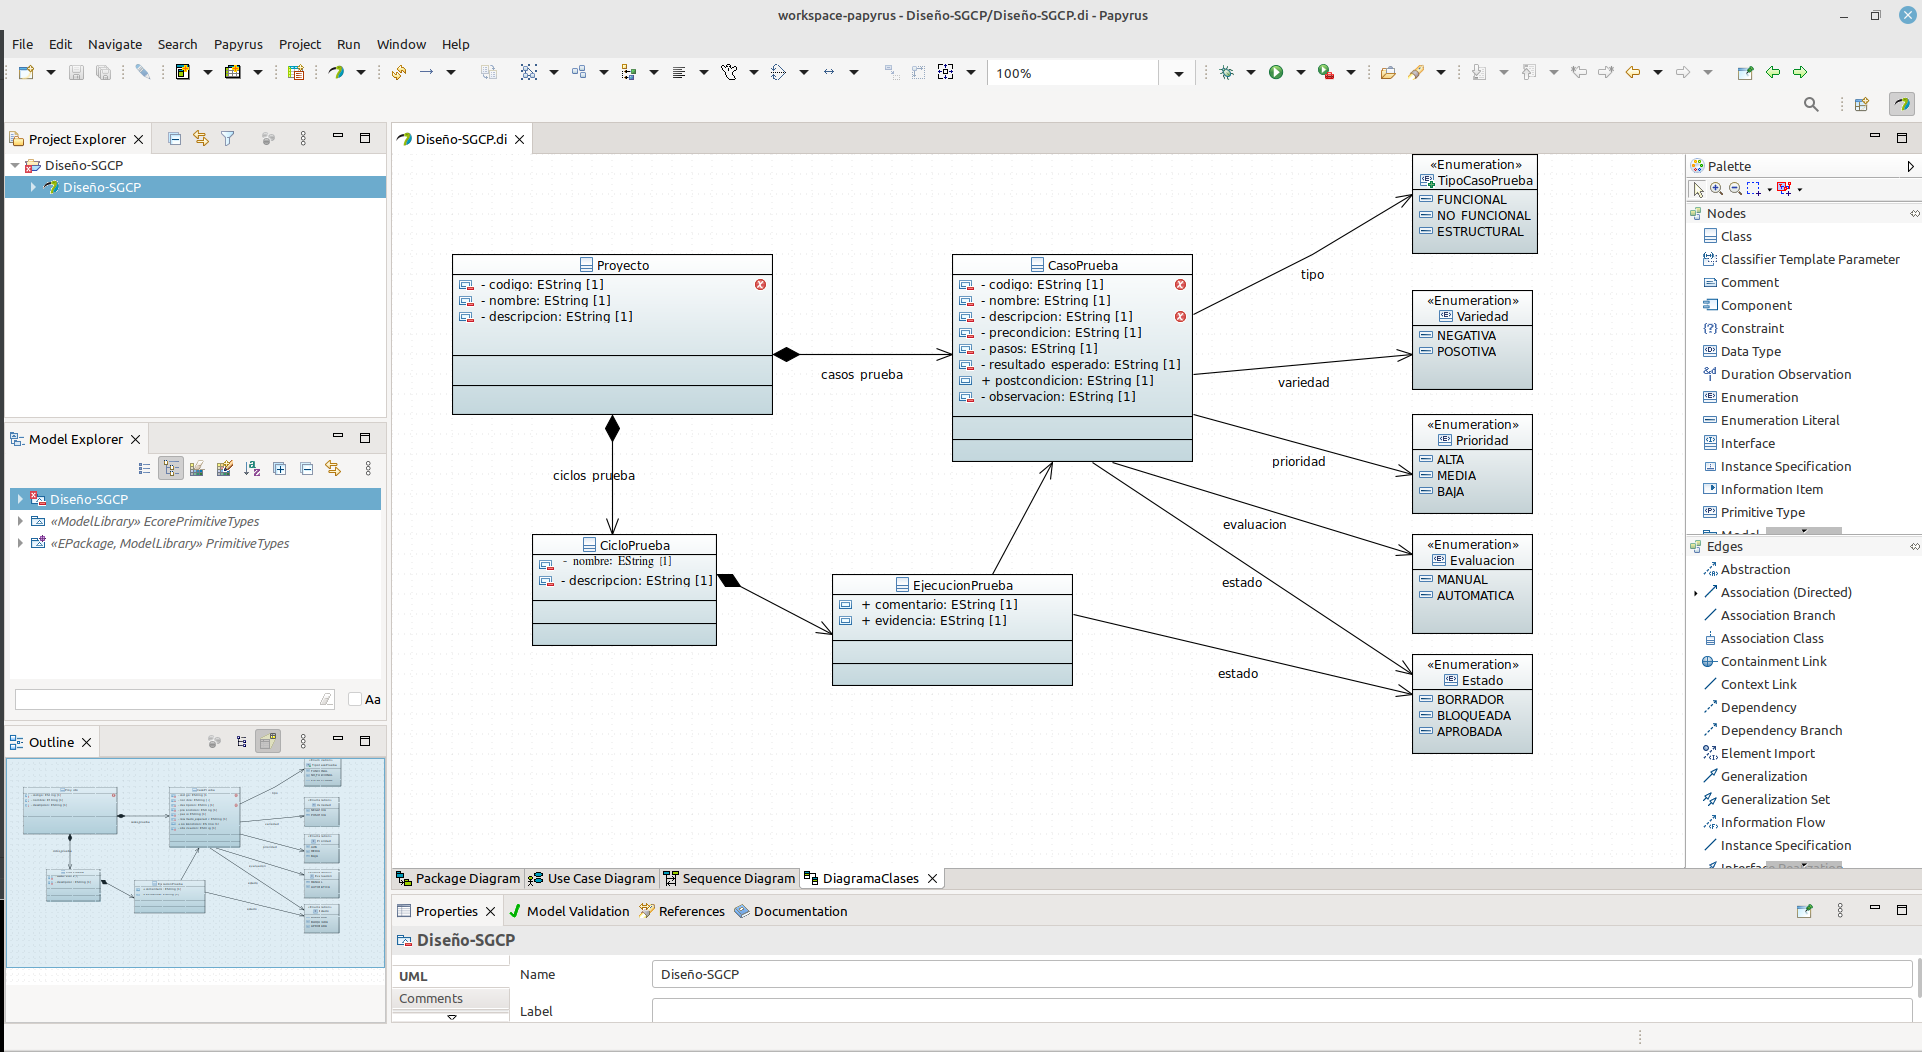 workspace-papyrus - Diseño-SGCP/Diseño-SGCP.di - Papyrus
File Edit Navigate Search Papyrus Project Run Window Help
100%
Project Explorer
Diseño-SGCP
Diseño-SGCP
Model Explorer
Diseño-SGCP
«ModelLibrary» EcorePrimitiveTypes
«EPackage, ModelLibrary» PrimitiveTypes
Aa
Outline
Diseño-SGCP.di
Proyecto
- codigo: EString [1]
- nombre: EString [1]
- descripcion: EString [1]
casos prueba
ciclos prueba
CicloPrueba
- nombre: EString [1]
- descripcion: EString [1]
CasoPrueba
- codigo: EString [1]
- nombre: EString [1]
- descripcion: EString [1]
- precondicion: EString [1]
- pasos: EString [1]
- resultado esperado: EString [1]
+ postcondicion: EString [1]
- observacion: EString [1]
EjecucionPrueba
+ comentario: EString [1]
+ evidencia: EString [1]
tipo
variedad
prioridad
evaluacion
estado
estado
«Enumeration»
TipoCasoPrueba
FUNCIONAL
NO FUNCIONAL
ESTRUCTURAL
«Enumeration»
Variedad
NEGATIVA
POSOTIVA
«Enumeration»
Prioridad
ALTA
MEDIA
BAJA
«Enumeration»
Evaluacion
MANUAL
AUTOMATICA
«Enumeration»
Estado
BORRADOR
BLOQUEADA
APROBADA
Palette
Nodes
Class
Classifier Template Parameter
Comment
Component
Constraint
Data Type
Duration Observation
Enumeration
Enumeration Literal
Interface
Instance Specification
Information Item
Primitive Type
Model
Edges
Abstraction
Association (Directed)
Association Branch
Association Class
Containment Link
Context Link
Dependency
Dependency Branch
Element Import
Generalization
Generalization Set
Information Flow
Instance Specification
Interface Realization
Package Diagram Use Case Diagram Sequence Diagram DiagramaClases
Properties Model Validation References Documentation
Diseño-SGCP
UML
Comments
Name Diseño-SGCP
Label